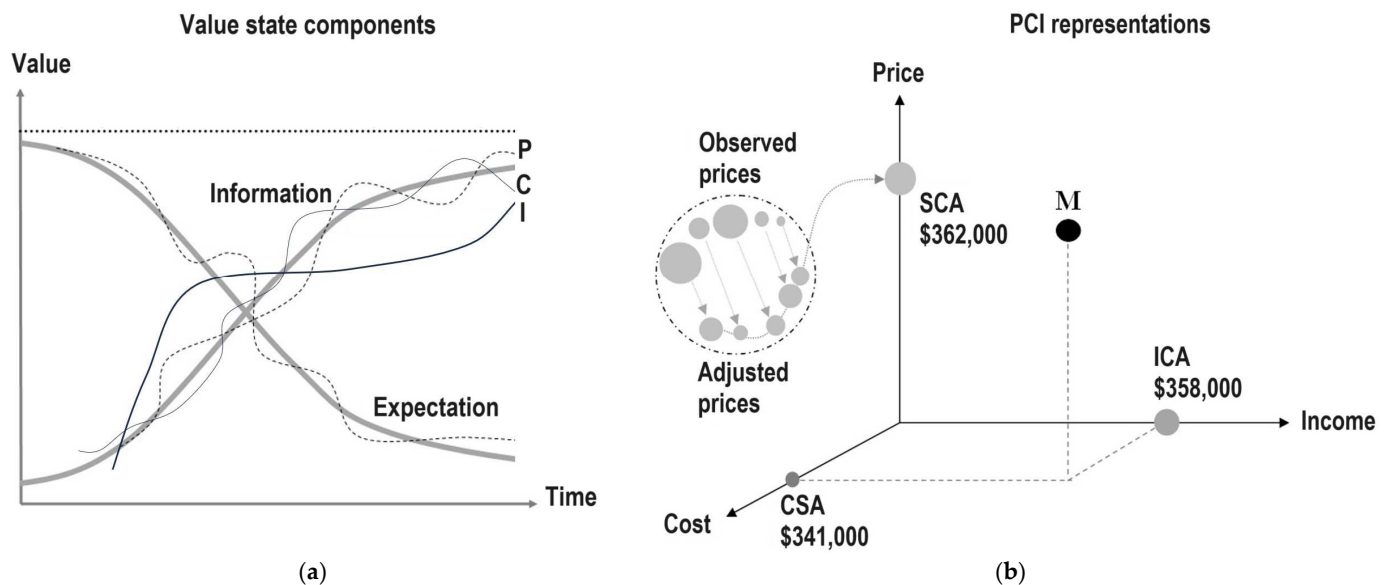 Value state components
Value
P
C
I
Information
Expectation
Time
(a)
PCI representations
Price
Observed
prices
SCA
$362,000
M
Adjusted
prices
ICA
$358,000
Income
CSA
$341,000
Cost
(b)